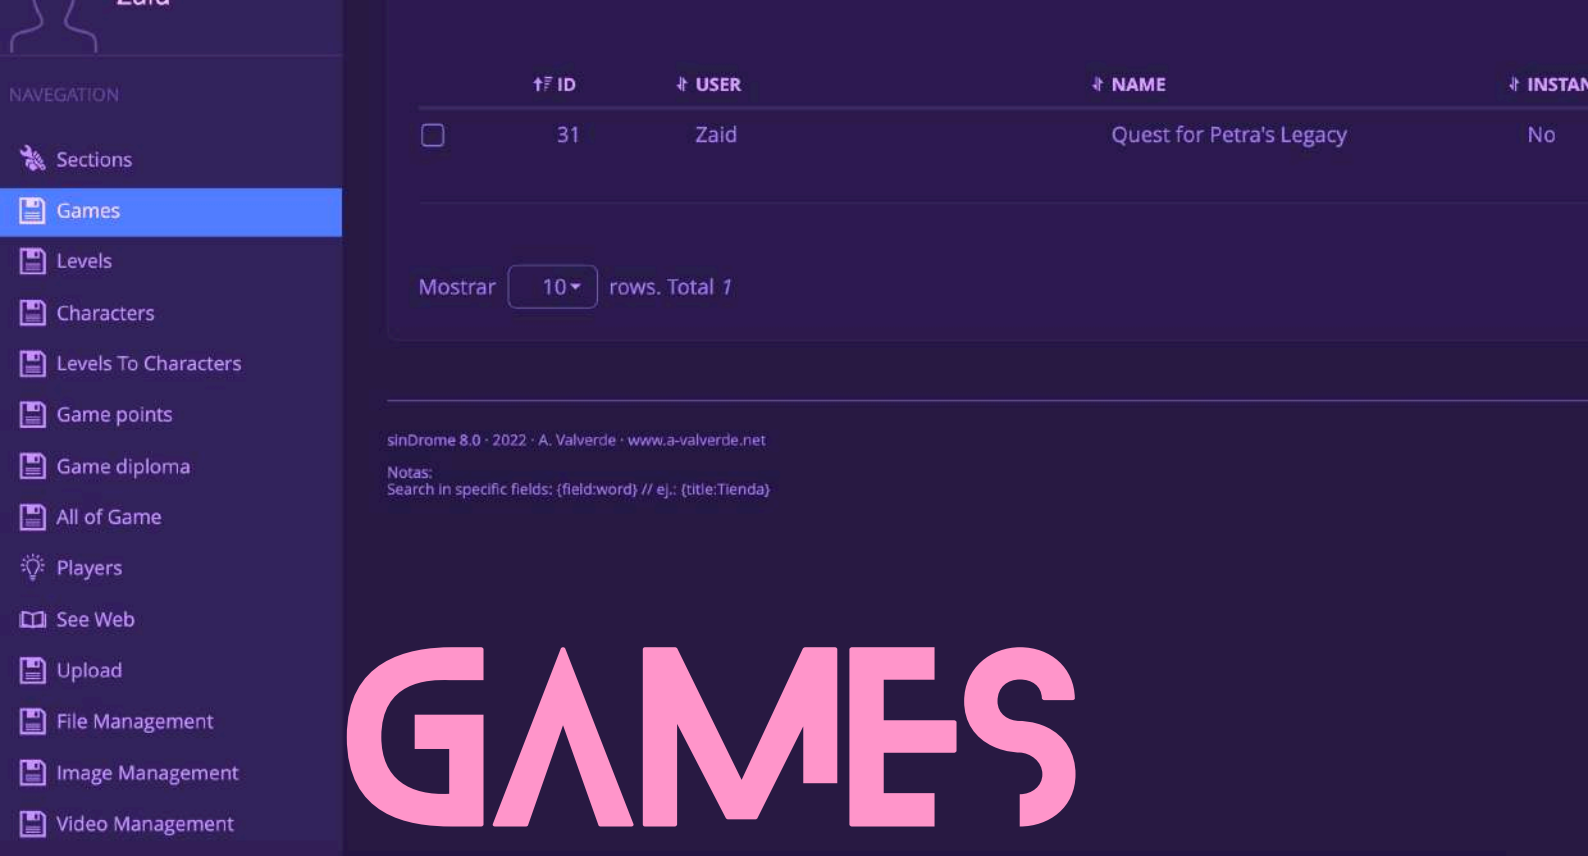 Zaid
NAVEGATION
Sections
Games
Levels
Characters
Levels To Characters
Game points
Game diploma
All of Game
Players
See Web
Upload
File Management
Image Management
Video Management
ID USER NAME
31 Zaid Quest for Petra's Legacy No
Mostrar 10 rows. Total 1
sinDrome 8.0 · 2022 · A. Valverde · www.a-valverde.net
Notas:
Search in specific fields: {field:word} // ej.: {title:Tienda}
GAMES